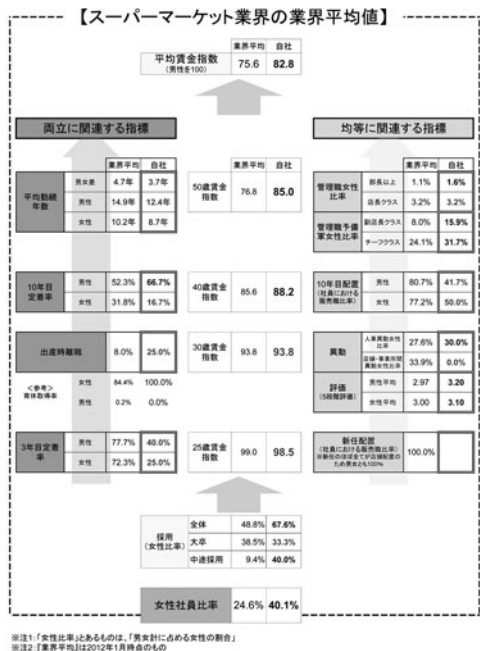 【スーパーマーケット業界の業界平均値】
業界平均 自社
平均賃金指数 (男性を100) 75.6 82.8
両立に関連する指標
業界平均 自社
平均勤続年数 男女差 4.7年 3.7年
男性 14.9年 12.4年
女性 10.2年 8.7年
10年目定着率 男性 52.3% 66.7%
女性 31.8% 16.7%
出産時離職 8.0% 25.0%
<参考> 育休取得率 女性 84.4% 100.0%
男性 0.2% 0.0%
3年目定着率 男性 77.7% 40.0%
女性 72.3% 25.0%
業界平均 自社
50歳賃金指数 76.8 85.0
40歳賃金指数 85.6 88.2
30歳賃金指数 93.8 93.8
25歳賃金指数 99.0 98.5
均等に関連する指標
業界平均 自社
管理職女性比率 部長以上 1.1% 1.6%
店長クラス 3.2% 3.2%
管理職予備軍女性比率 副店長クラス 8.0% 15.9%
チーフクラス 24.1% 31.7%
10年目配置 (社員における販売職比率) 男性 80.7% 41.7%
女性 77.2% 50.0%
異動 人事異動女性比率 27.6% 30.0%
店舗・事業所間異動女性比率 33.9% 0.0%
評価 (5段階評価) 男性平均 2.97 3.20
女性平均 3.00 3.10
新任配置 (社員における販売職比率) ※新任のほぼ全てが店舗配置のため男女とも100% 100.0%
採用 (女性比率) 全体 48.8% 67.6%
大卒 38.5% 33.3%
中途採用 9.4% 40.0%
女性社員比率 24.6% 40.1%
※注1:「女性比率」とあるものは、「男女計に占める女性の割合」
※注2:『業界平均』は2012年1月時点のもの